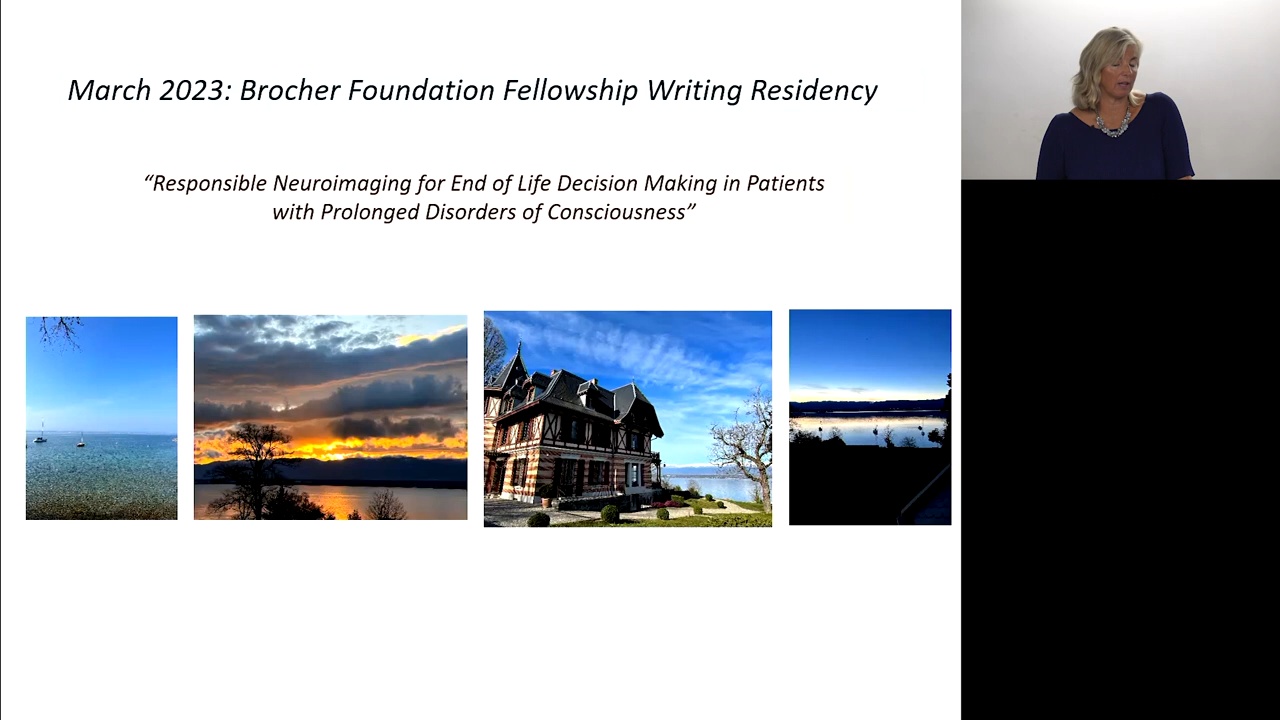 March 2023: Brocher Foundation Fellowship Writing Residency
“Responsible Neuroimaging for End of Life Decision Making in Patients
with Prolonged Disorders of Consciousness”